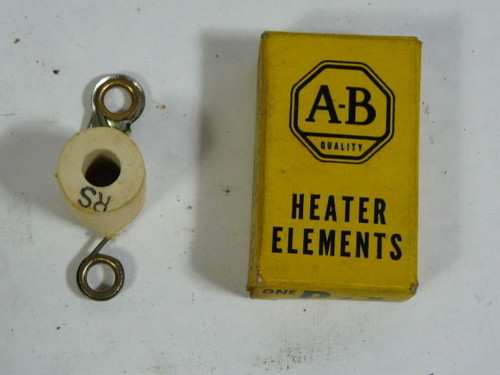 RS
A-B
QUALITY
HEATER
ELEMENTS
ONE